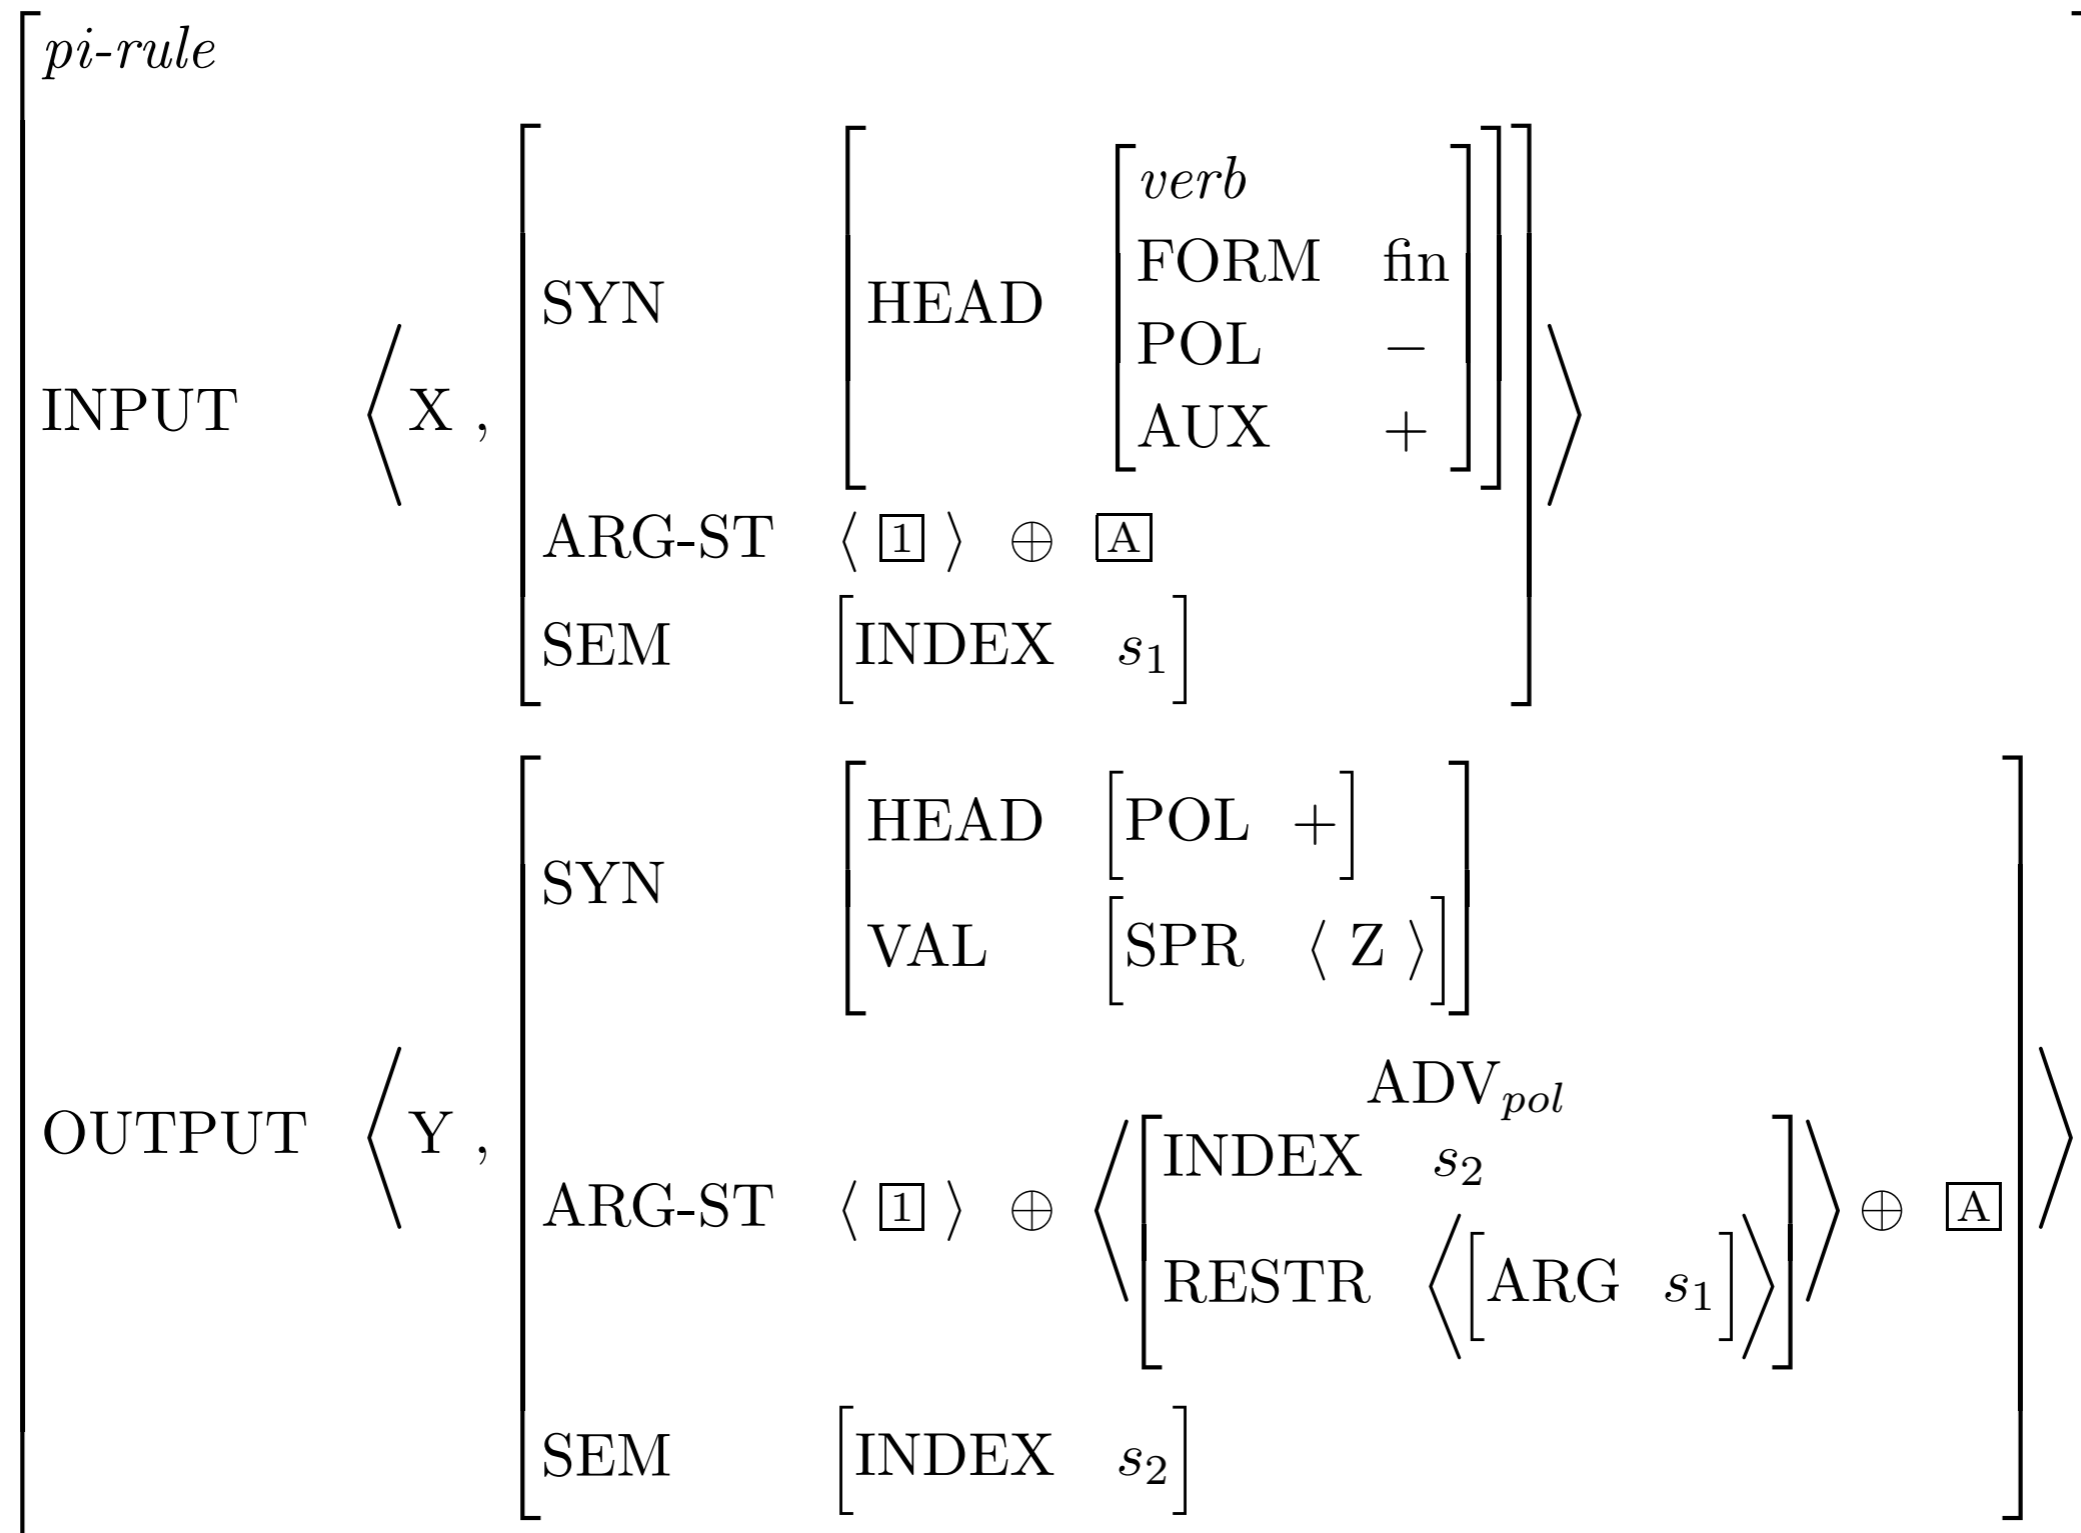 pi-rule
verb
FORM fin
SYN HEAD POL −
INPUT ⟨ X , AUX + ⟩
ARG-ST ⟨ 1 ⟩ ⊕ A
SEM [INDEX s₁]
HEAD [POL +]
SYN
VAL [SPR ⟨ Z ⟩]
ADVpol
OUTPUT ⟨ Y , INDEX s₂ ⟩
ARG-ST ⟨ 1 ⟩ ⊕ ⟨ ⟩ ⊕ A
RESTR ⟨[ARG s₁]⟩
SEM [INDEX s₂]